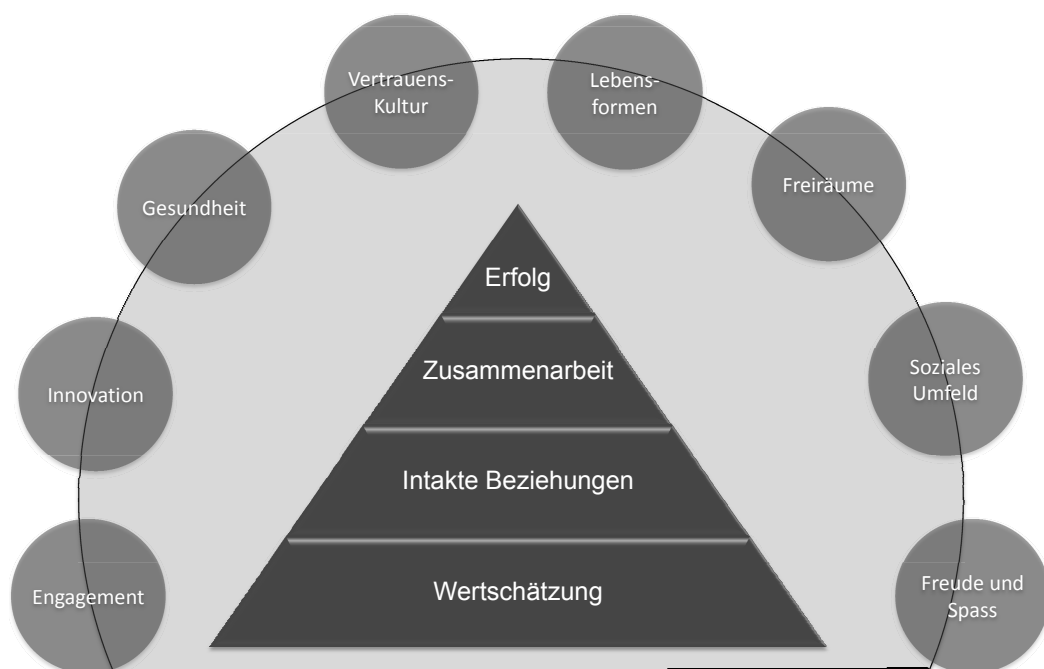 Vertrauens-
Kultur
Lebens-
formen
Freiräume
Gesundheit
Erfolg
Zusammenarbeit
Soziales
Umfeld
Innovation
Intakte Beziehungen
Wertschätzung
Engagement
Freude und
Spass